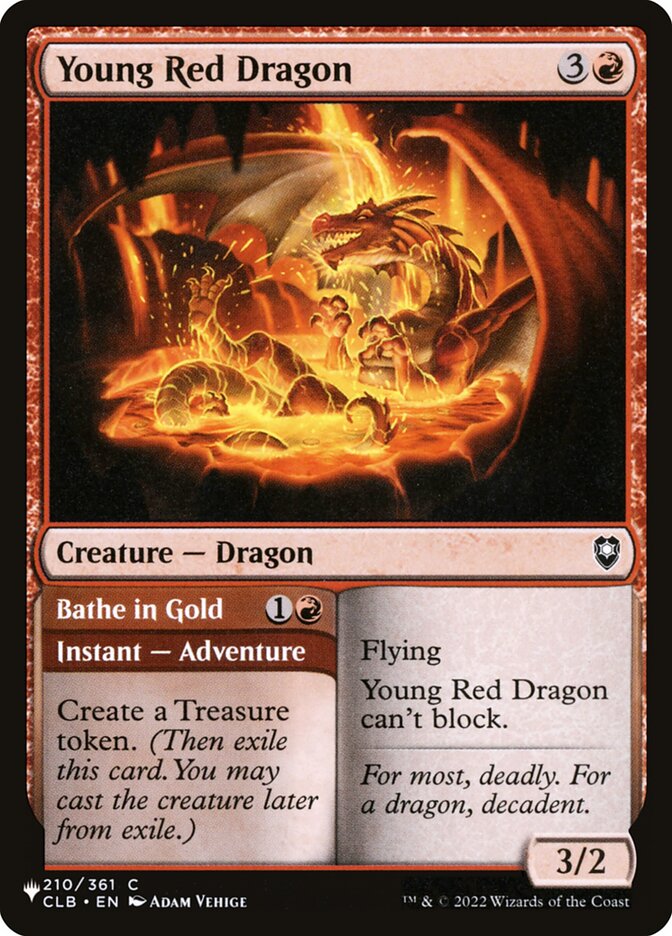 Young Red Dragon 3
Creature — Dragon
Bathe in Gold 1
Instant — Adventure
Create a Treasure
token. (Then exile
this card. You may
cast the creature later
from exile.)
Flying
Young Red Dragon
can't block.
For most, deadly. For
a dragon, decadent.
3/2
210/361 C
CLB • EN Adam Vehige
™ & © 2022 Wizards of the Coast